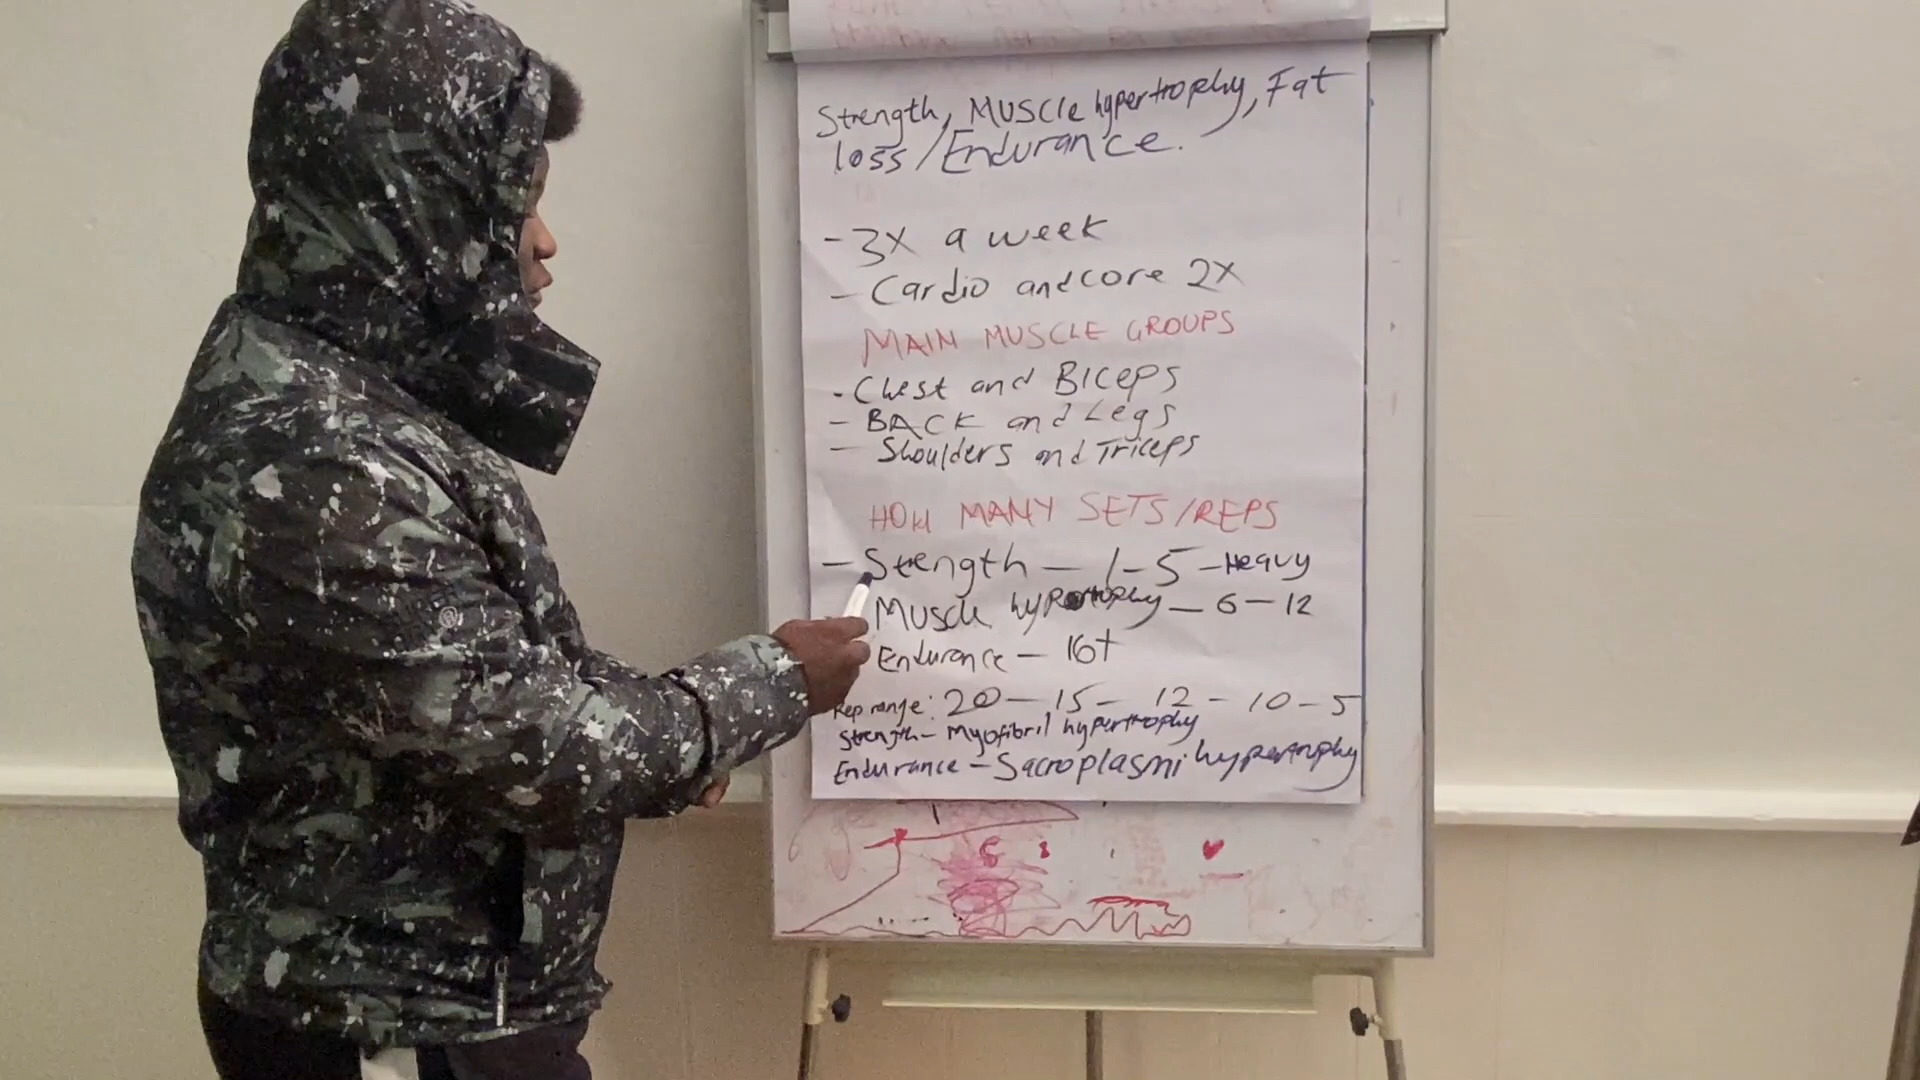 Strength, Muscle hypertrophy, Fat
loss/Endurance.
- 3x a week
- Cardio and core 2x
MAIN MUSCLE GROUPS
- Chest and Biceps
- BACK and Legs
- Shoulders and Triceps
HOW MANY SETS/REPS
- Strength - 1-5 - Heavy
Muscle hypertrophy - 6-12
Endurance - 16+
Rep range: 20 - 15 - 12 - 10 - 5
Strength - Myofibril hypertrophy
Endurance - Sacroplasmi hypertrophy